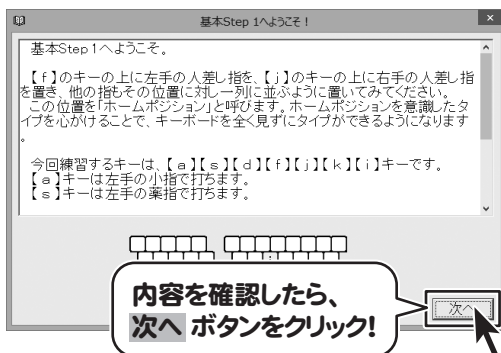 基本Step 1へようこそ！
基本Step１へようこそ。
【ｆ】のキーの上に左手の人差し指を、【ｊ】のキーの上に右手の人差し指
を置き、他の指もその位置に対し一列に並ぶように置いてみてください。
この位置を「ホームポジション」と呼びます。ホームポジションを意識したタ
イプを心がけることで、キーボードを全く見ずにタイプができるようになります
。
今回練習するキーは、【ａ】【ｓ】【ｄ】【ｆ】【ｊ】【ｋ】【ｉ】キーです。
【ａ】キーは左手の小指で打ちます。
【ｓ】キーは左手の薬指で打ちます。
内容を確認したら、
次へ ボタンをクリック！
次へ